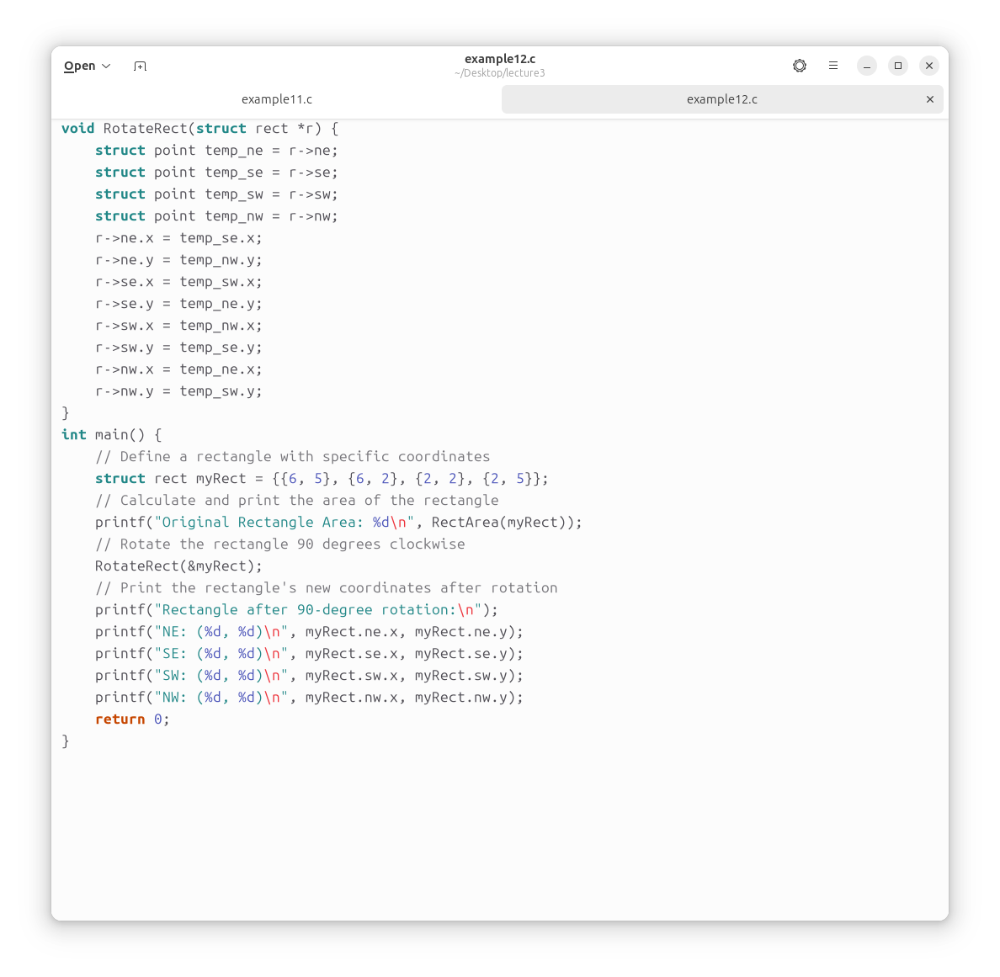 Open
example12.c
~/Desktop/lecture3
example11.c
example12.c
void RotateRect(struct rect *r) {
    struct point temp_ne = r->ne;
    struct point temp_se = r->se;
    struct point temp_sw = r->sw;
    struct point temp_nw = r->nw;
    r->ne.x = temp_se.x;
    r->ne.y = temp_nw.y;
    r->se.x = temp_sw.x;
    r->se.y = temp_ne.y;
    r->sw.x = temp_nw.x;
    r->sw.y = temp_se.y;
    r->nw.x = temp_ne.x;
    r->nw.y = temp_sw.y;
}
int main() {
    // Define a rectangle with specific coordinates
    struct rect myRect = {{6, 5}, {6, 2}, {2, 2}, {2, 5}};
    // Calculate and print the area of the rectangle
    printf("Original Rectangle Area: %d\n", RectArea(myRect));
    // Rotate the rectangle 90 degrees clockwise
    RotateRect(&myRect);
    // Print the rectangle's new coordinates after rotation
    printf("Rectangle after 90-degree rotation:\n");
    printf("NE: (%d, %d)\n", myRect.ne.x, myRect.ne.y);
    printf("SE: (%d, %d)\n", myRect.se.x, myRect.se.y);
    printf("SW: (%d, %d)\n", myRect.sw.x, myRect.sw.y);
    printf("NW: (%d, %d)\n", myRect.nw.x, myRect.nw.y);
    return 0;
}